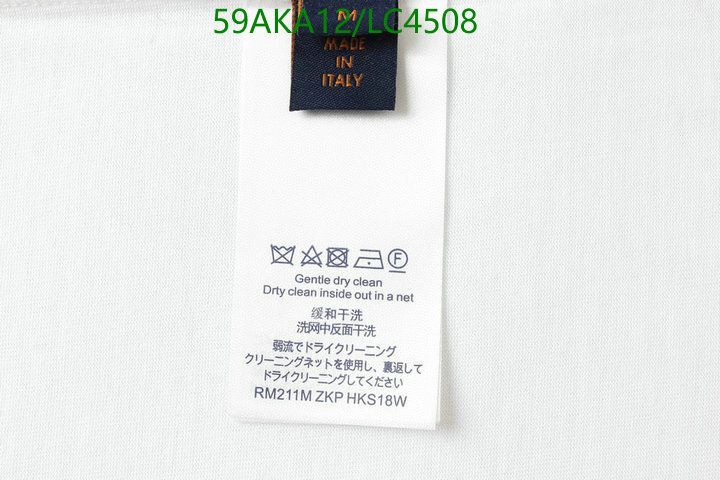 59AKA12/LC4508
M
MADE
IN
ITALY
F
Gentle dry clean
Drty clean inside out in a net
缓和干洗
洗网中反面干洗
弱流でドライクリーニング
クリーニングネットを使用し、裏返して
ドライクリーニングしてください
RM211M ZKP HKS18W